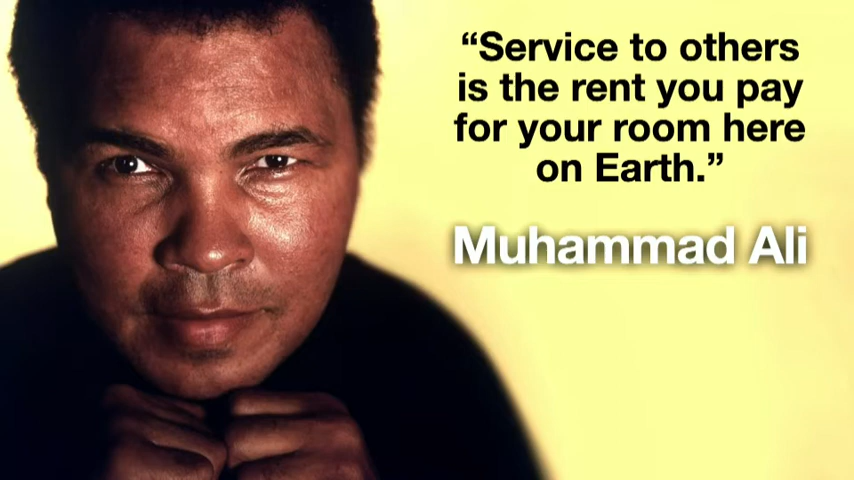 “Service to others
is the rent you pay
for your room here
on Earth.”
Muhammad Ali